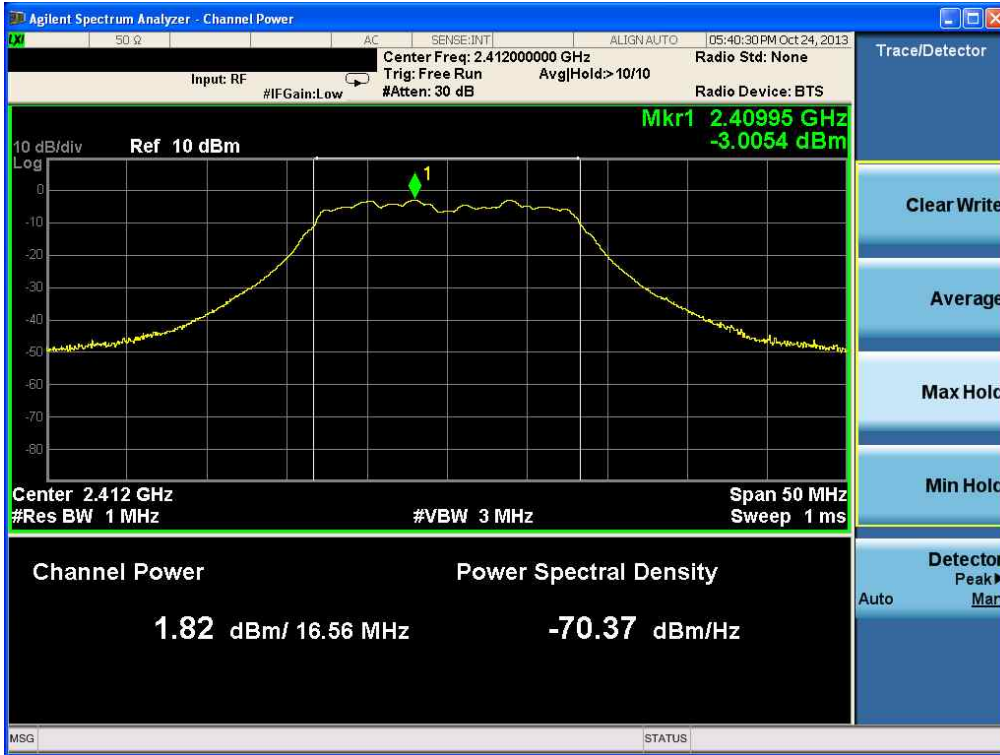 Agilent Spectrum Analyzer - Channel Power
LXI 50 Ω AC SENSE:INT ALIGN AUTO 05:40:30 PM Oct 24, 2013
Center Freq: 2.412000000 GHz Radio Std: None
Input: RF Trig: Free Run Avg|Hold:>10/10
#IFGain:Low #Atten: 30 dB Radio Device: BTS
Mkr1 2.40995 GHz
10 dB/div Ref 10 dBm -3.0054 dBm
Log
1
0
-10
-20
-30
-40
-50
-60
-70
-80
Center 2.412 GHz Span 50 MHz
#Res BW 1 MHz #VBW 3 MHz Sweep 1 ms
Channel Power Power Spectral Density
1.82 dBm/ 16.56 MHz -70.37 dBm/Hz
MSG STATUS
Trace/Detector
Clear Write
Average
Max Hold
Min Hold
Detector
Peak
Auto Man